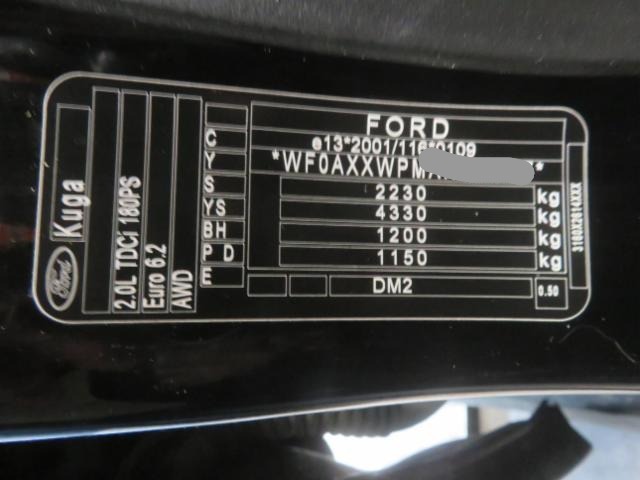 FORD
e13*2001/116*0109
*WF0AXXWPM *
2230 kg
4330 kg
1200 kg
1150 kg
DM2
0.50
C
Y
S
YS
BH
P D
E
Ford
Kuga
2.0L TDCi 180PS
Euro 6.2
AWD